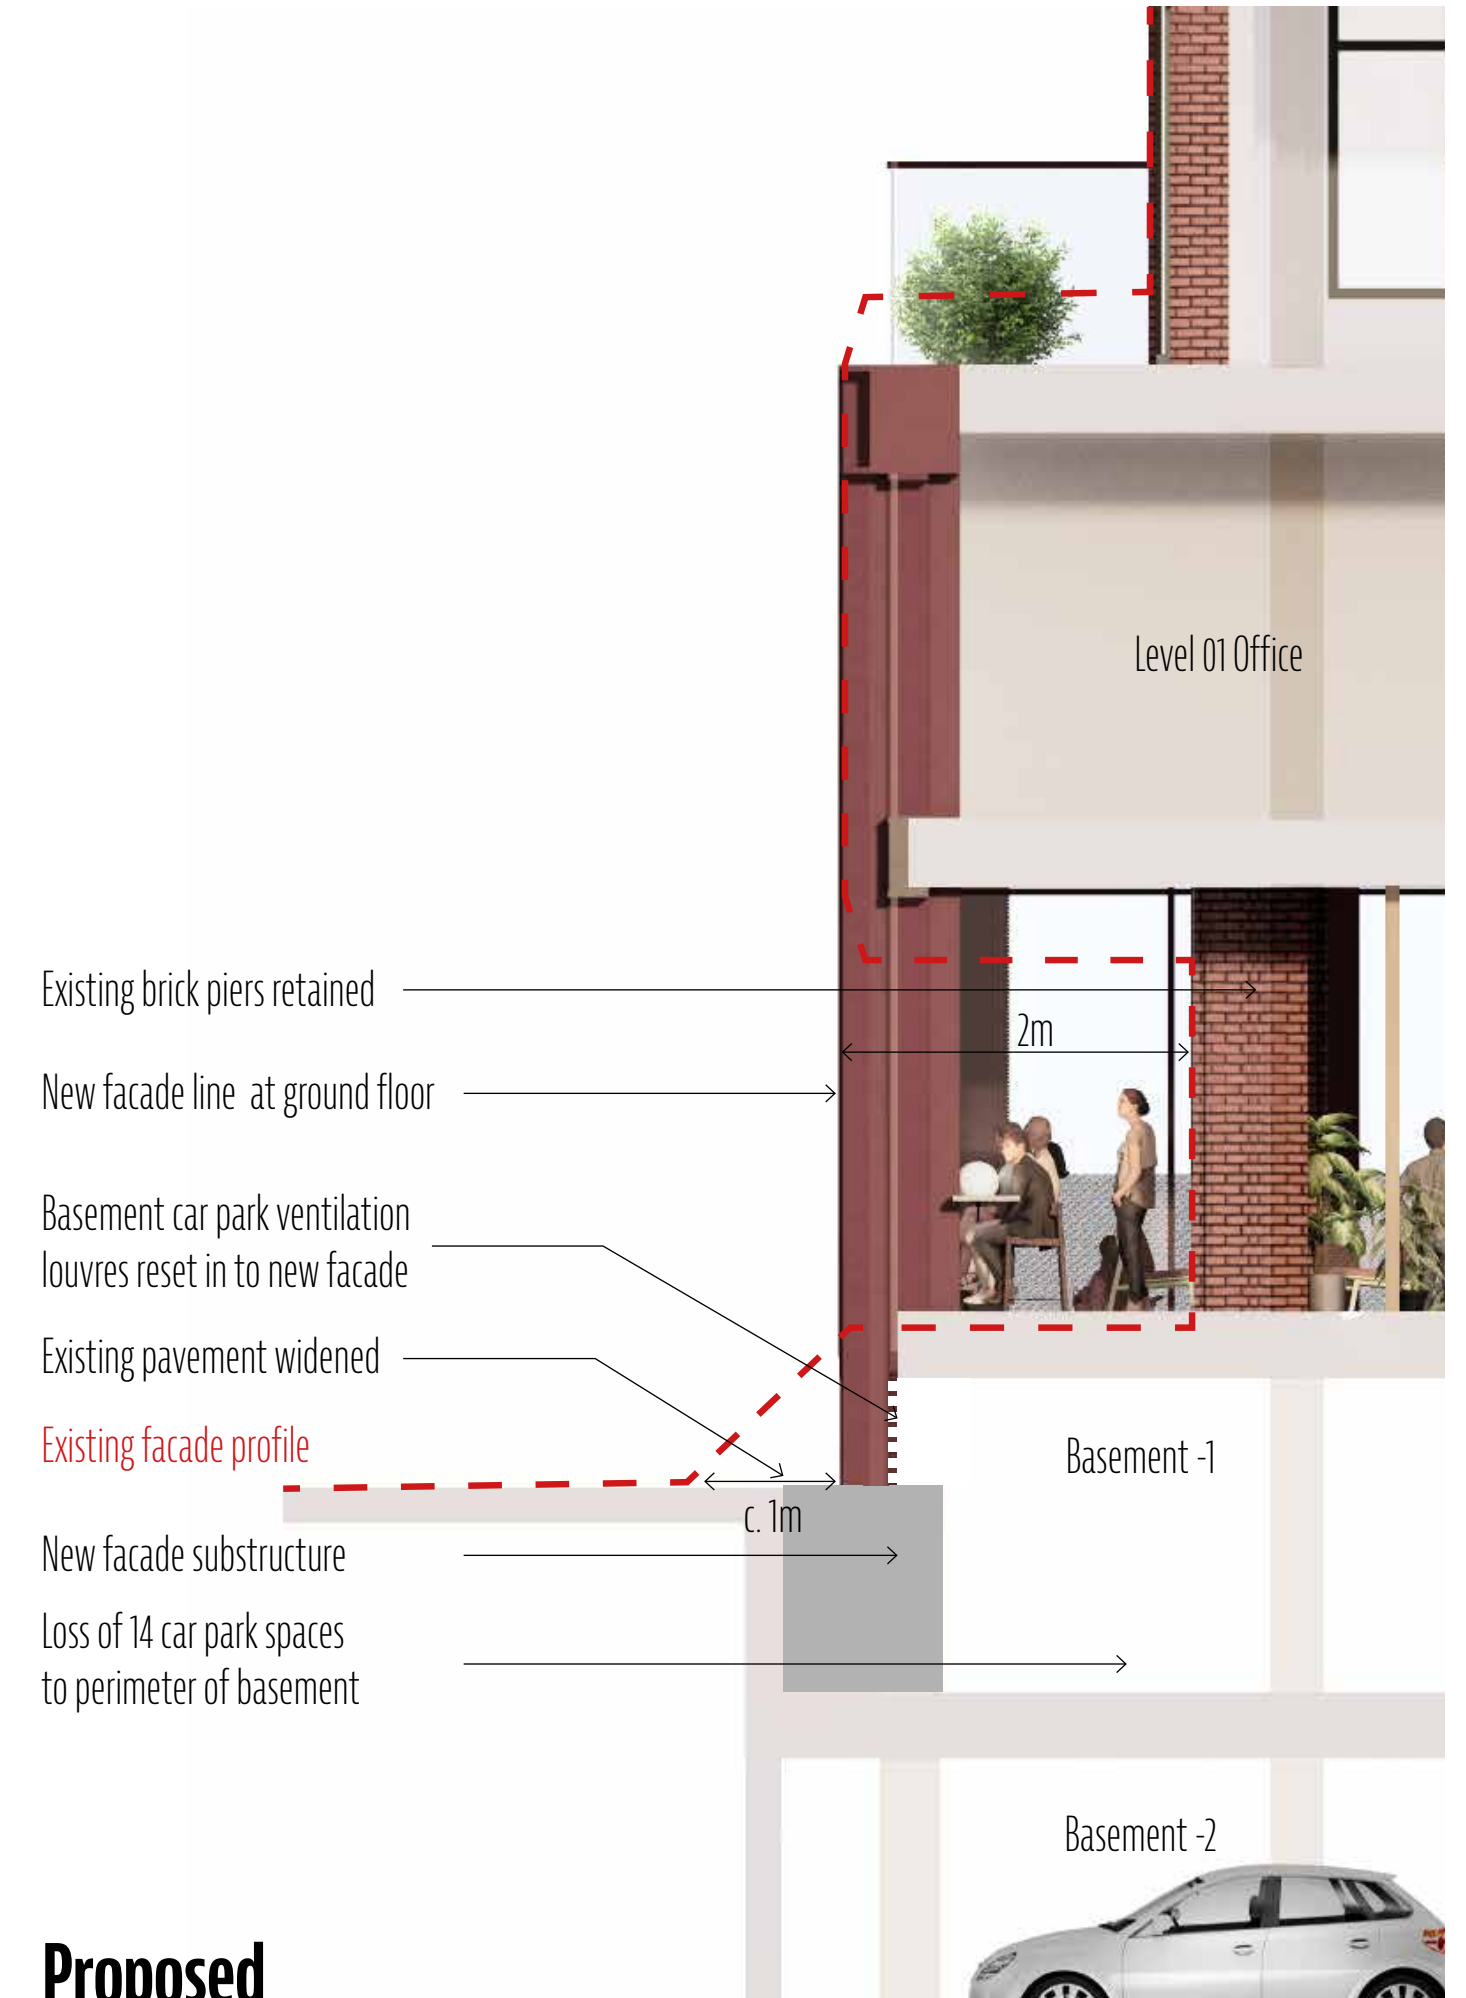 Level 01 Office
Existing brick piers retained
2m
New facade line at ground floor
Basement car park ventilation
louvres reset in to new facade
Existing pavement widened
Existing facade profile
Basement -1
c. 1m
New facade substructure
Loss of 14 car park spaces
to perimeter of basement
Basement -2
Proposed